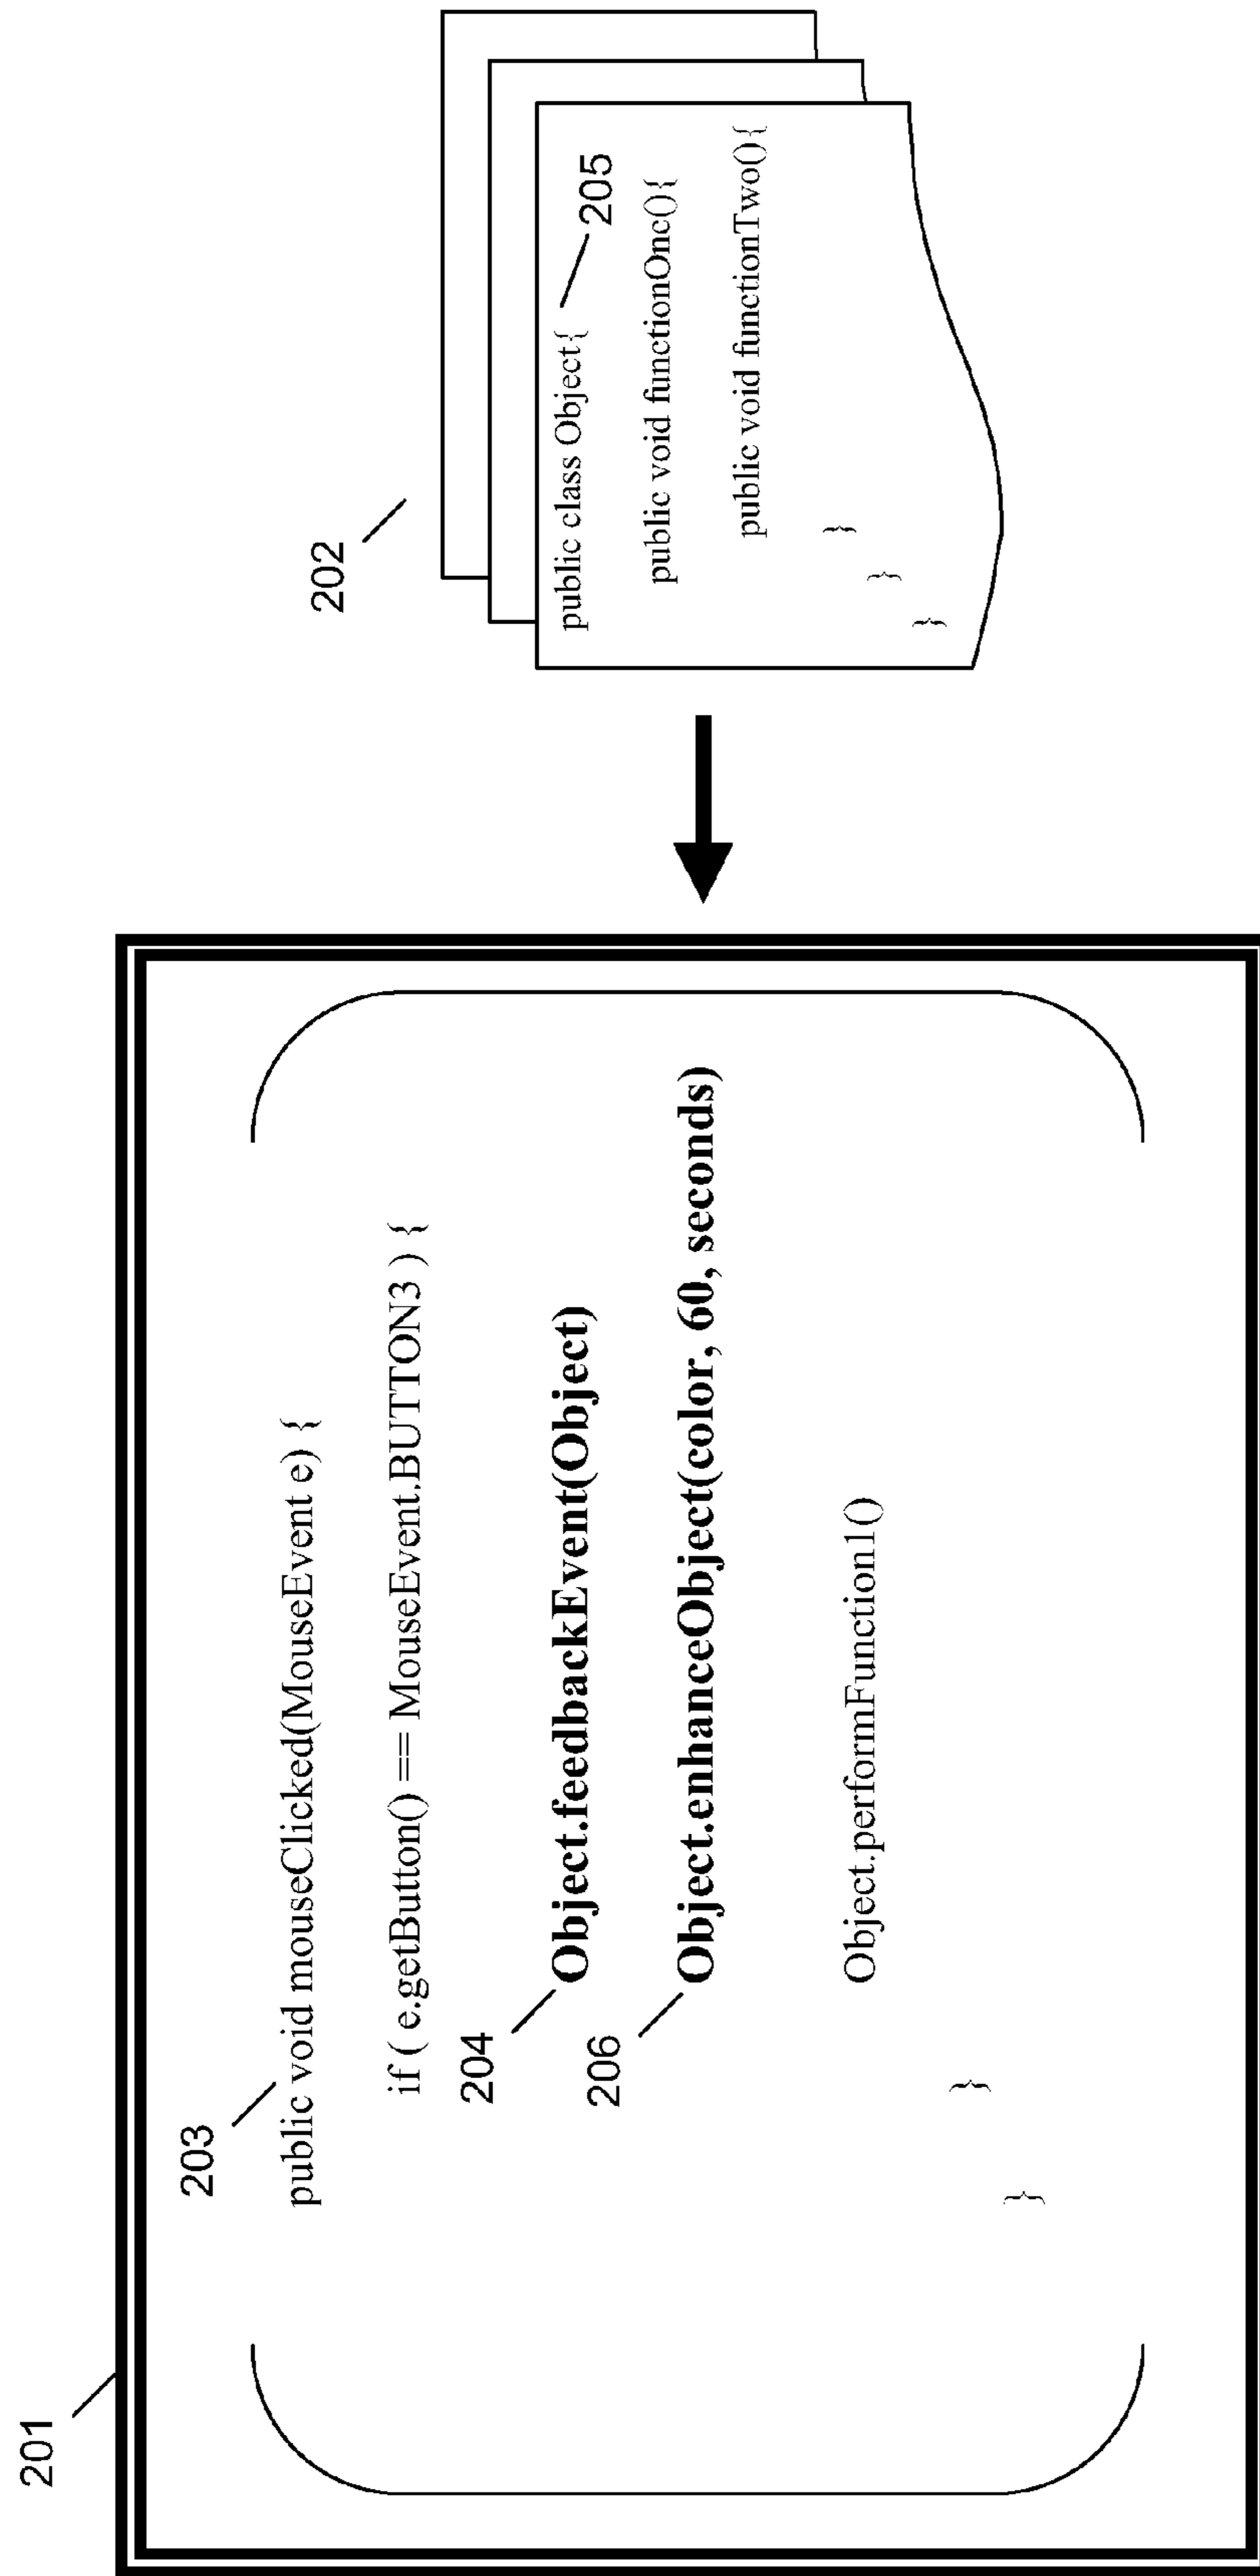 201
203
public void mouseClicked(MouseEvent e) {
if ( e.getButton() == MouseEvent.BUTTON3 ) {
204
Object.feedbackEvent(Object)
206
Object.enhanceObject(color, 60, seconds)
Object.performFunction1()
}
}
202
public class Object{
205
public void functionOne(){
public void functionTwo(){
}
}
}